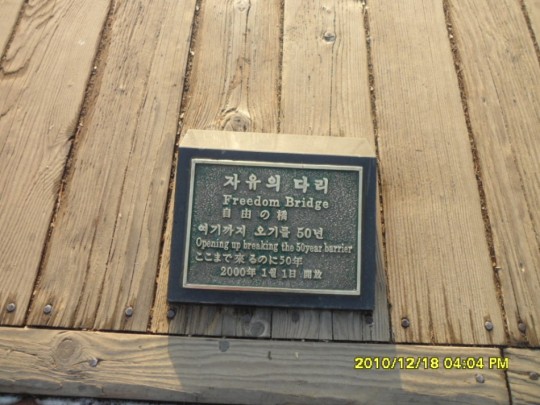 자유의 다리
Freedom Bridge
自由の橋
여기까지 오기를 50년
Opening up breaking the 50year barrier
ここまで来るのに50年
2000年 1월 1日 開放
2010/12/18 04:04 PM